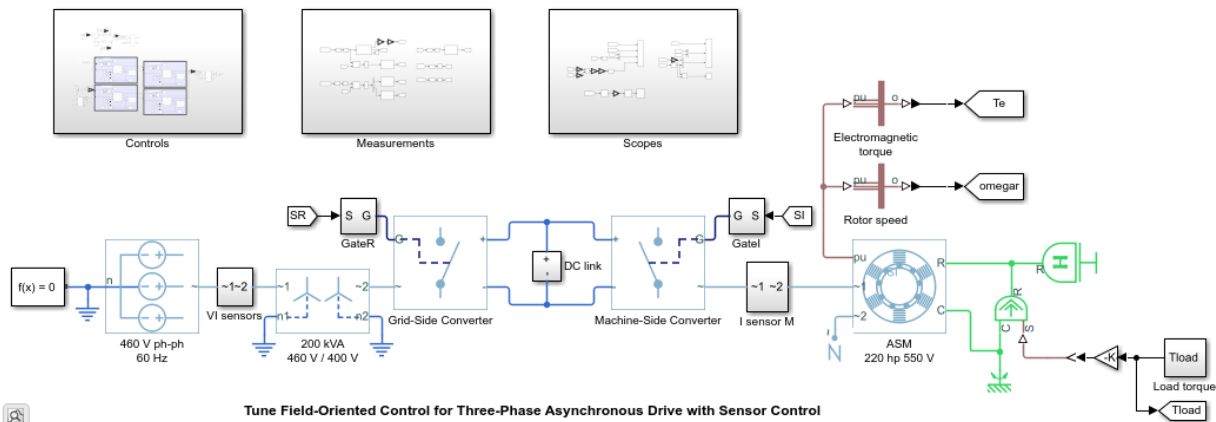 Controls
Measurements
Scopes
pu
o
Te
Electromagnetic
torque
pu
o
omegar
Rotor speed
SR
S G
GateR
G
+
-
+
-
DC link
+
-
G
G S
GateI
SI
f(x) = 0
n
~
~1~2
VI sensors
~1
~2
n1
n2
~
Grid-Side Converter
~
Machine-Side Converter
~1 ~2
I sensor M
pu
~1
~2
R
C
R
H
R
C
S
N
460 V ph-ph
60 Hz
200 kVA
460 V / 400 V
ASM
220 hp 550 V
-K
Tload
Load torque
Tload
Tune Field-Oriented Control for Three-Phase Asynchronous Drive with Sensor Control